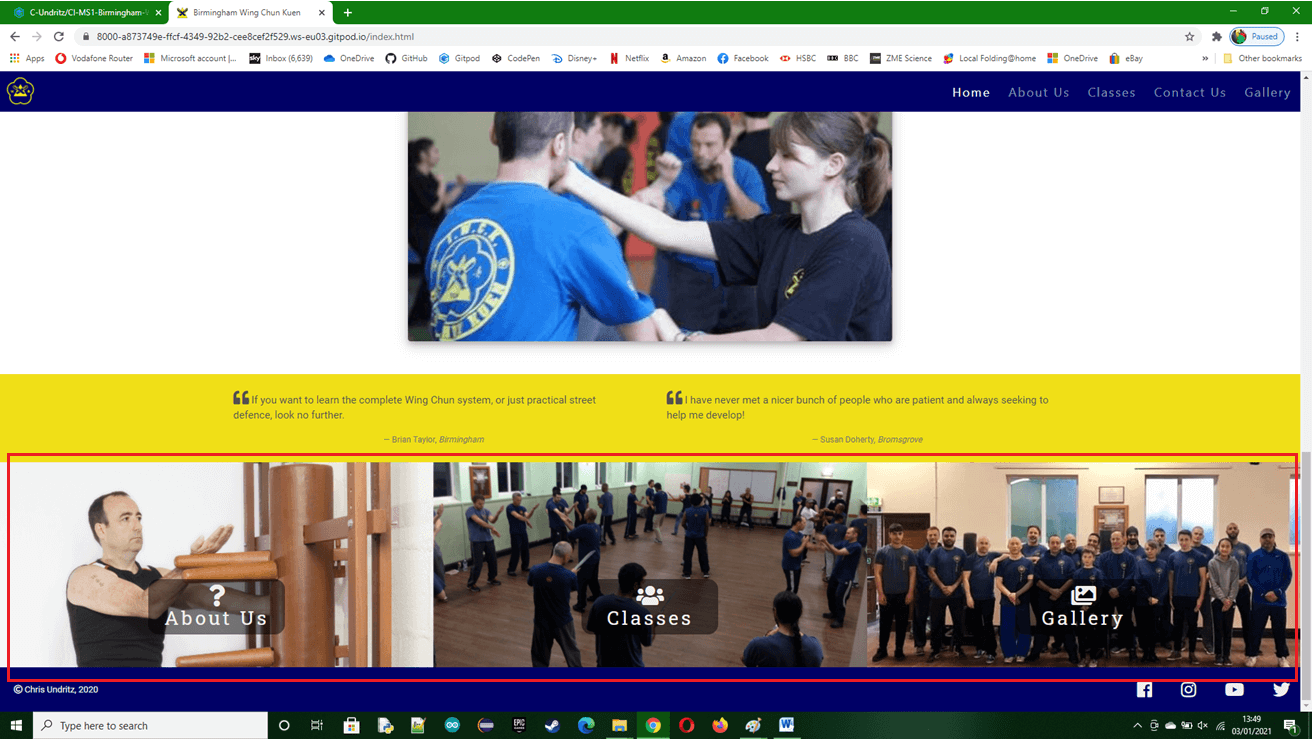 C-Undritz/CI-MS1-Birmingham-
Birmingham Wing Chun Kuen
8000-a873749e-ffcf-4349-92b2-cee8cef2f529.ws-eu03.gitpod.io/index.html
Paused
Apps Vodafone Router Microsoft account |... sky Inbox (6,639) OneDrive GitHub Gitpod CodePen Disney+ Netflix Amazon Facebook HSBC BBC ZME Science Local Folding@home OneDrive eBay » Other bookmarks
Home About Us Classes Contact Us Gallery
If you want to learn the complete Wing Chun system, or just practical street
defence, look no further.
— Brian Taylor, Birmingham
I have never met a nicer bunch of people who are patient and always seeking to
help me develop!
— Susan Doherty, Bromsgrove
? About Us
Classes
Gallery
© Chris Undritz, 2020
Type here to search
13:49
03/01/2021